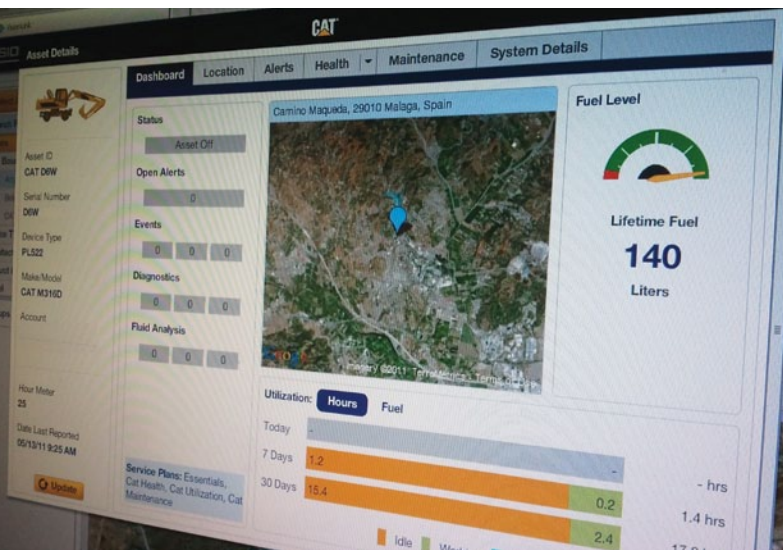 CAT
Asset Details
Dashboard
Location
Alerts
Health
Maintenance
System Details
Asset ID
CAT D6W
Serial Number
D6W
Device Type
PL522
Make/Model
CAT M316D
Account
Hour Meter
25
Date Last Reported
05/13/11 9:25 AM
Update
Status
Asset Off
Open Alerts
0
Events
0 0 0
Diagnostics
0 0 0
Fluid Analysis
0 0 0
Service Plans: Essentials,
Cat Health, Cat Utilization, Cat
Maintenance
Camino Maqueda, 29010 Malaga, Spain
Imagery ©2011 TerraMetrics Terms of
Fuel Level
Lifetime Fuel
140
Liters
Utilization: Hours Fuel
Today - - - hrs
7 Days 1.2 0.2 1.4 hrs
30 Days 15.4 2.4
Idle